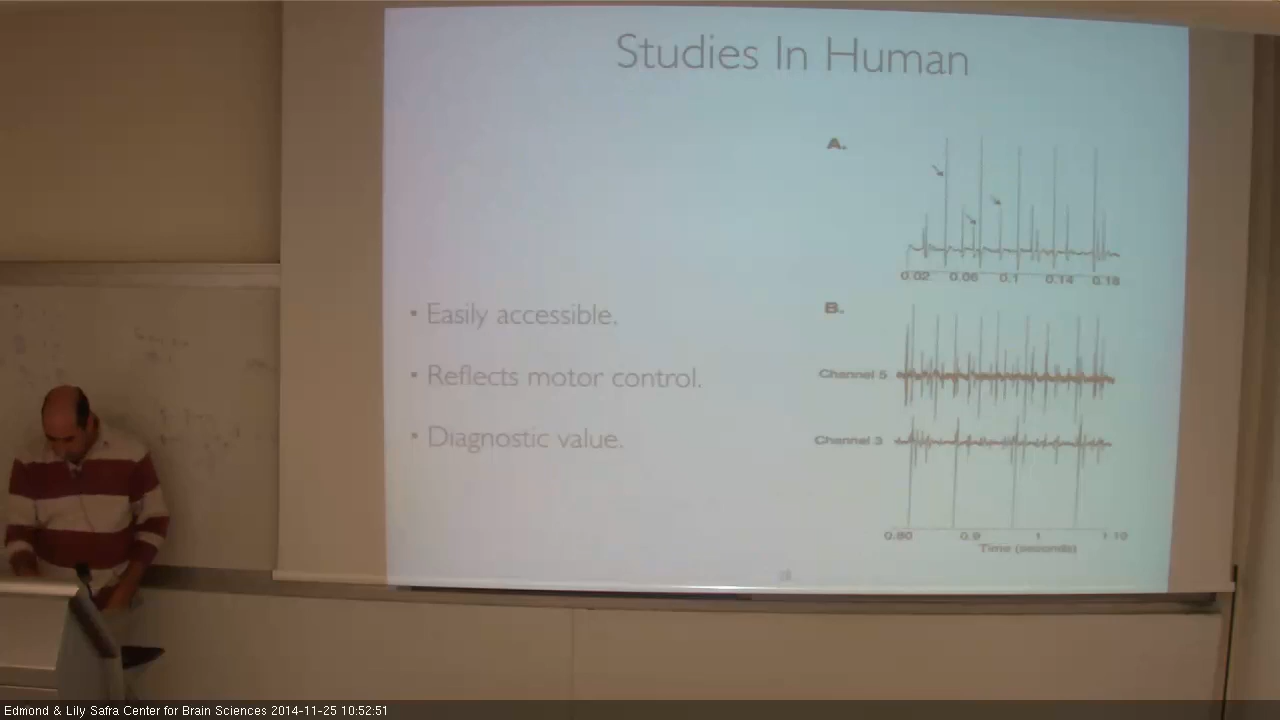 Studies In Human
• Easily accessible.
• Reflects motor control.
• Diagnostic value.
A.
0.02 0.06 0.1 0.14 0.18
B.
Channel 5
Channel 3
0.80 0.9 1 1.10
Time (seconds)
Edmond & Lily Safra Center for Brain Sciences 2014-11-25 10:52:51